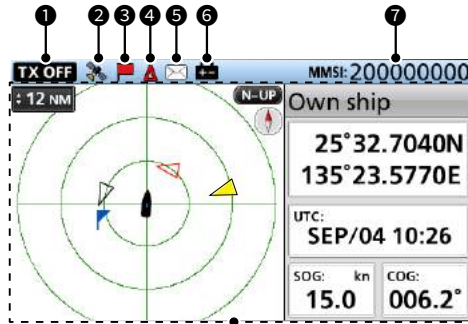 1 2 3 4 5 6 7
TX OFF MMSI: 200000000
12 NM N-UP Own ship
25°32.7040N
135°23.5770E
UTC:
SEP/04 10:26
SOG: kn COG:
15.0 006.2°